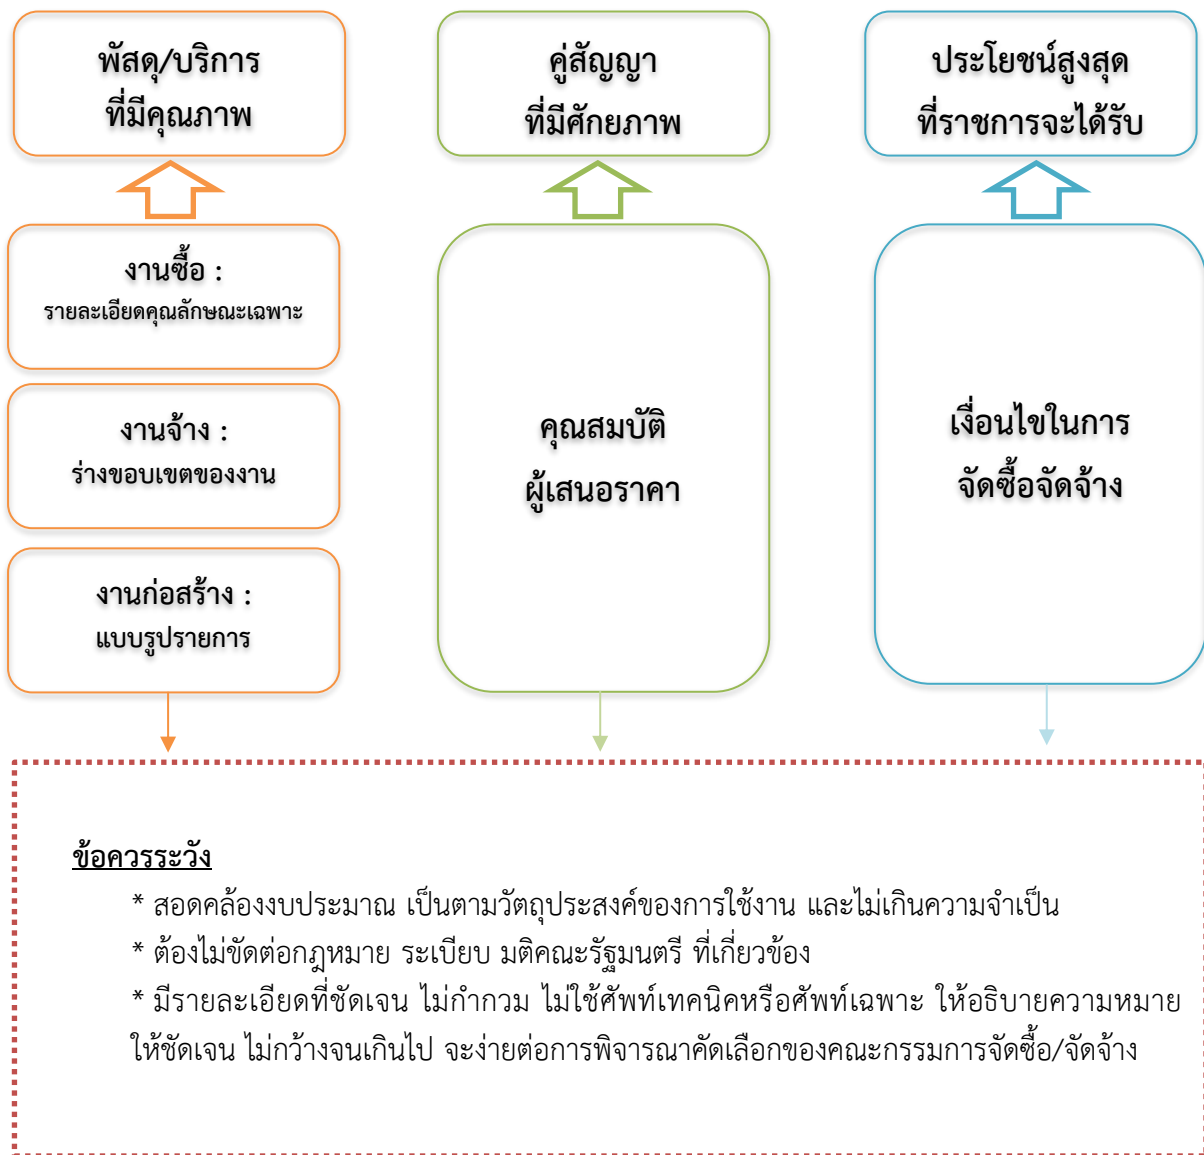 พัสดุ/บริการ
ที่มีคุณภาพ
คู่สัญญา
ที่มีศักยภาพ
ประโยชน์สูงสุด
ที่ราชการจะได้รับ
งานซื้อ :
รายละเอียดคุณลักษณะเฉพาะ
งานจ้าง :
ร่างขอบเขตของงาน
งานก่อสร้าง :
แบบรูปรายการ
คุณสมบัติ
ผู้เสนอราคา
เงื่อนไขในการ
จัดซื้อจัดจ้าง
ข้อควรระวัง
* สอดคล้องงบประมาณ เป็นตามวัตถุประสงค์ของการใช้งาน และไม่เกินความจำเป็น
* ต้องไม่ขัดต่อกฎหมาย ระเบียบ มติคณะรัฐมนตรี ที่เกี่ยวข้อง
* มีรายละเอียดที่ชัดเจน ไม่กำกวม ไม่ใช้ศัพท์เทคนิคหรือศัพท์เฉพาะ ให้อธิบายความหมาย
ให้ชัดเจน ไม่กว้างจนเกินไป จะง่ายต่อการพิจารณาคัดเลือกของคณะกรรมการจัดซื้อ/จัดจ้าง